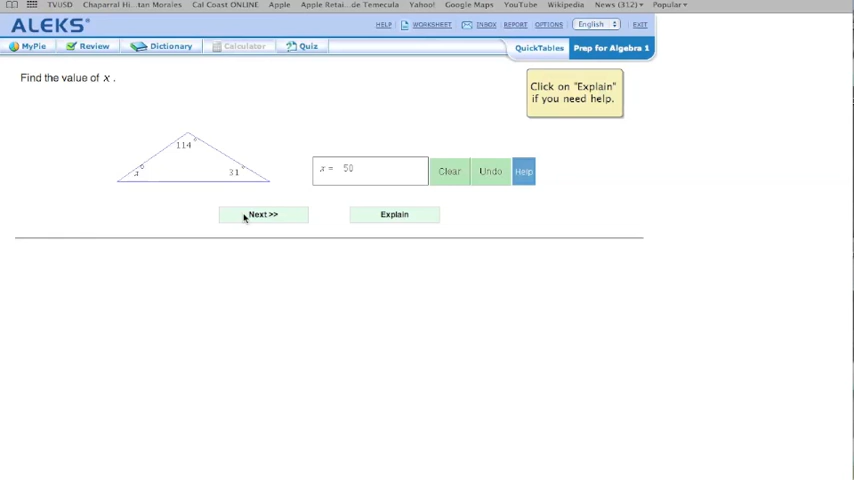 TVUSD Chaparral Hi...tan Morales Cal Coast ONLINE Apple Apple Retai...de Temecula Yahoo! Google Maps YouTube Wikipedia News (312) Popular
ALEKS®
HELP WORKSHEET INBOX REPORT OPTIONS English EXIT
MyPie Review Dictionary Calculator Quiz QuickTables Prep for Algebra 1
Find the value of x .
Click on "Explain"
if you need help.
114°
x° 31°
x = 50 Clear Undo Help
Next >> Explain